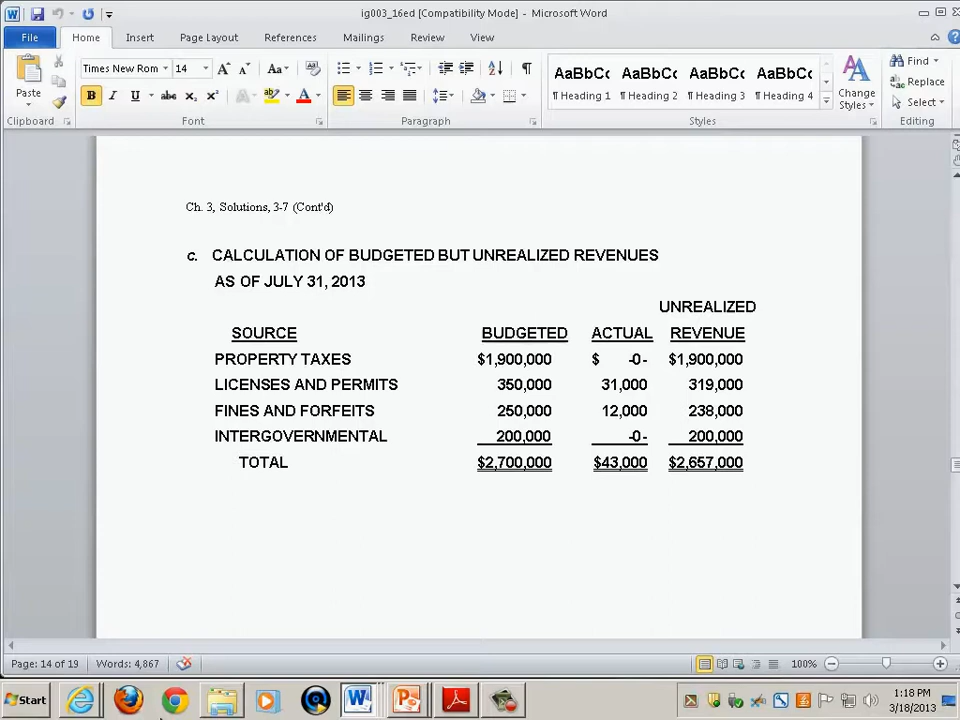 ig003_16ed [Compatibility Mode] - Microsoft Word
File Home Insert Page Layout References Mailings Review View
Times New Rom 14
Paste
Clipboard Font Paragraph Styles Editing
AaBbCc AaBbCc AaBbCc AaBbCc
¶ Heading 1 ¶ Heading 2 ¶ Heading 3 ¶ Heading 4
Change Styles
Find
Replace
Select
Ch. 3, Solutions, 3-7 (Cont'd)
c. CALCULATION OF BUDGETED BUT UNREALIZED REVENUES
AS OF JULY 31, 2013
UNREALIZED
SOURCE BUDGETED ACTUAL REVENUE
PROPERTY TAXES $1,900,000 $ -0- $1,900,000
LICENSES AND PERMITS 350,000 31,000 319,000
FINES AND FORFEITS 250,000 12,000 238,000
INTERGOVERNMENTAL 200,000 -0- 200,000
TOTAL $2,700,000 $43,000 $2,657,000
Page: 14 of 19 Words: 4,867 100%
Start
1:18 PM
3/18/2013